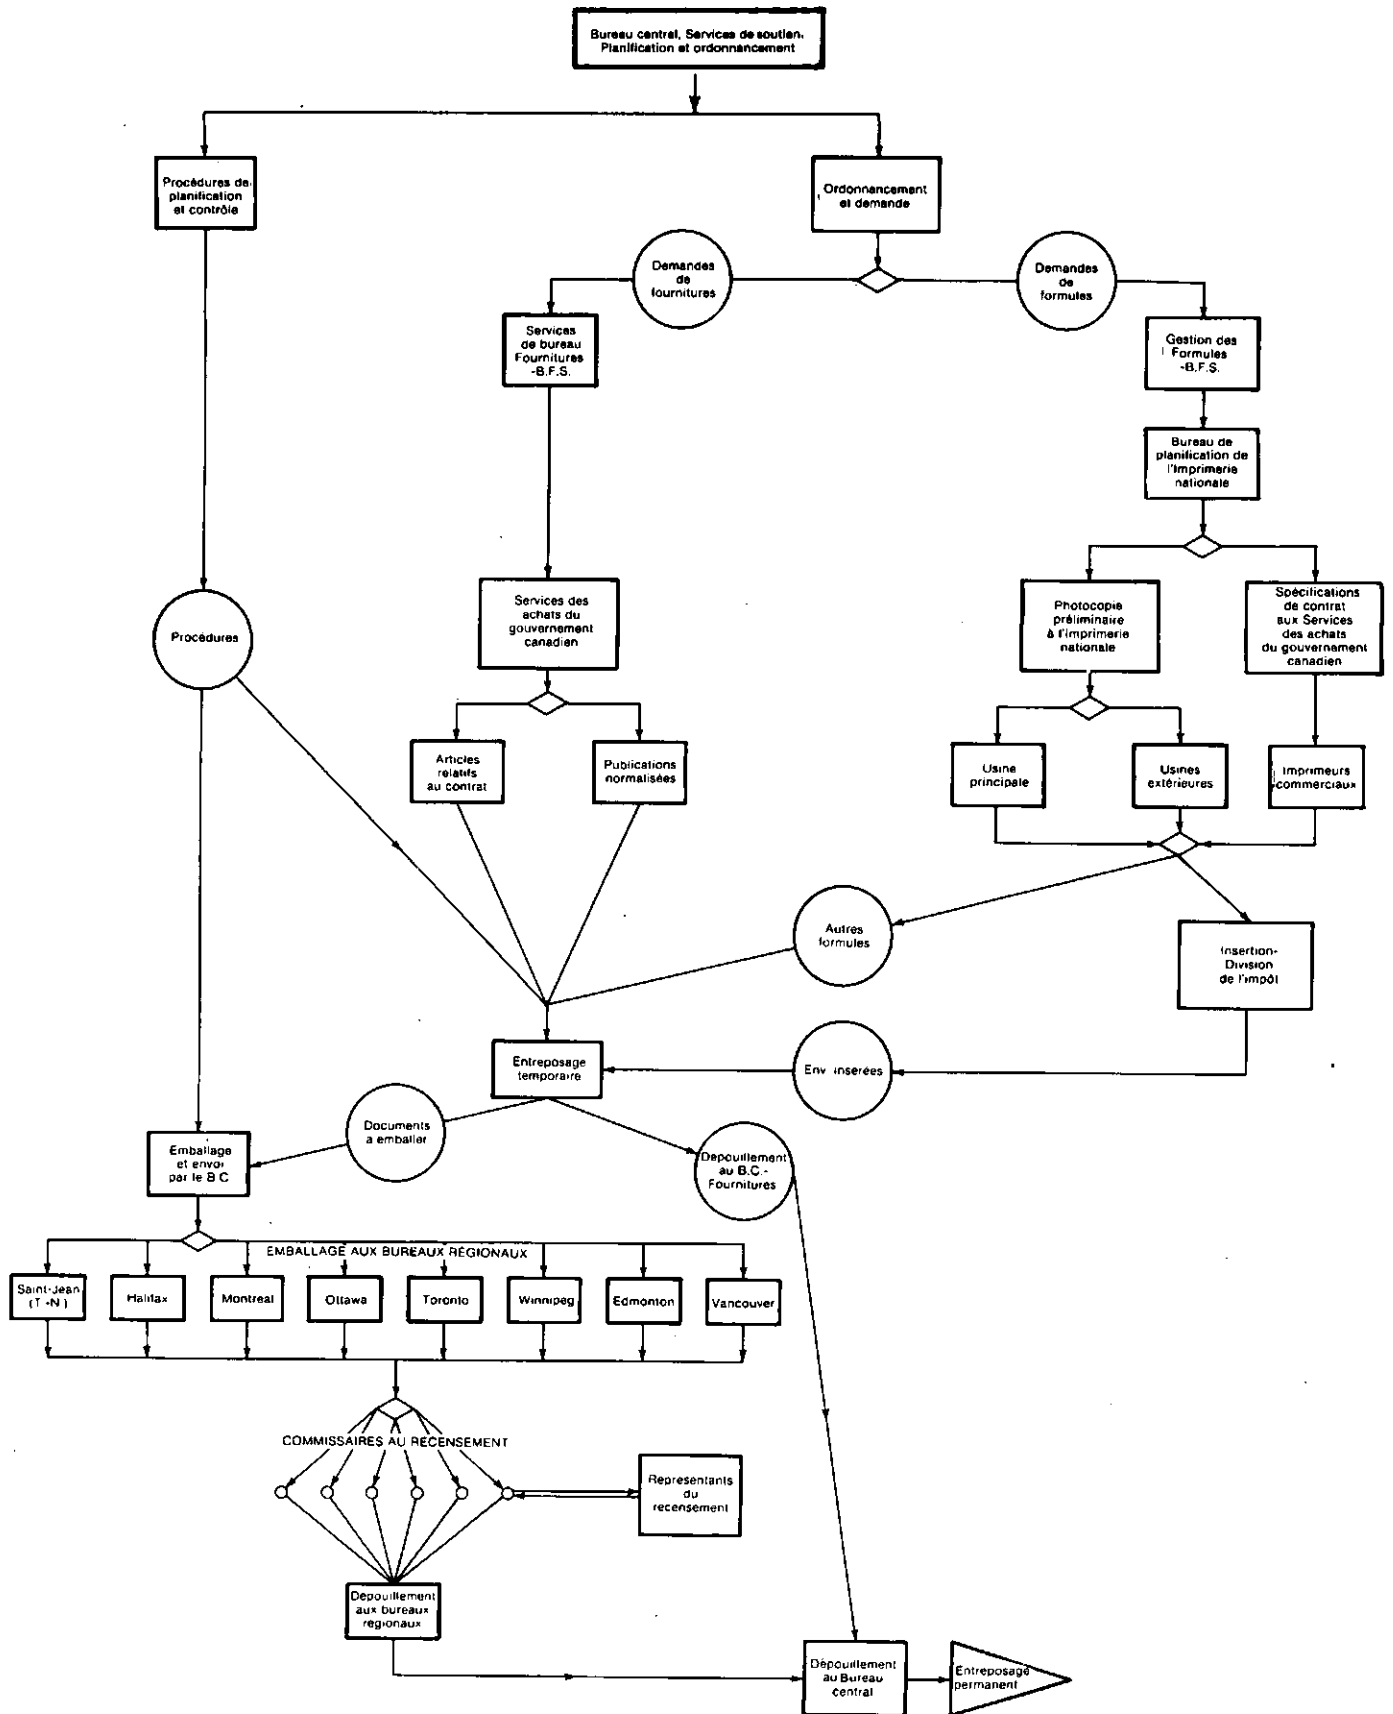 Bureau central, Services de soutien,
Planification et ordonnancement
Procédures de
planification
et contrôle
Ordonnancement
et demande
Demandes
de
fournitures
Demandes
de
formules
Services
de bureau
Fournitures
-B.F.S.
Gestion des
Formules
-B.F.S.
Bureau de
planification de
l'Imprimerie
nationale
Procédures
Services des
achats du
gouvernement
canadien
Photocopie
préliminaire
à l'imprimerie
nationale
Spécifications
de contrat
aux Services
des achats
du gouvernement
canadien
Articles
relatifs
au contrat
Publications
normalisées
Usine
principale
Usines
extérieures
Imprimeurs
commerciaux
Autres
formules
Insertion-
Division
de l'impôt
Entreposage
temporaire
Env. insérées
Documents
a emballer
Dépouillement
au B.C.-
Fournitures
Emballage
et envoi
par le B.C.
EMBALLAGE AUX BUREAUX RÉGIONAUX
Saint-Jean
(T.-N.)
Halifax
Montreal
Ottawa
Toronto
Winnipeg
Edmonton
Vancouver
COMMISSAIRES AU RECENSEMENT
Representants
du
recensement
Depouillement
aux bureaux
regionaux
Dépouillement
au Bureau
central
Entreposage
permanent